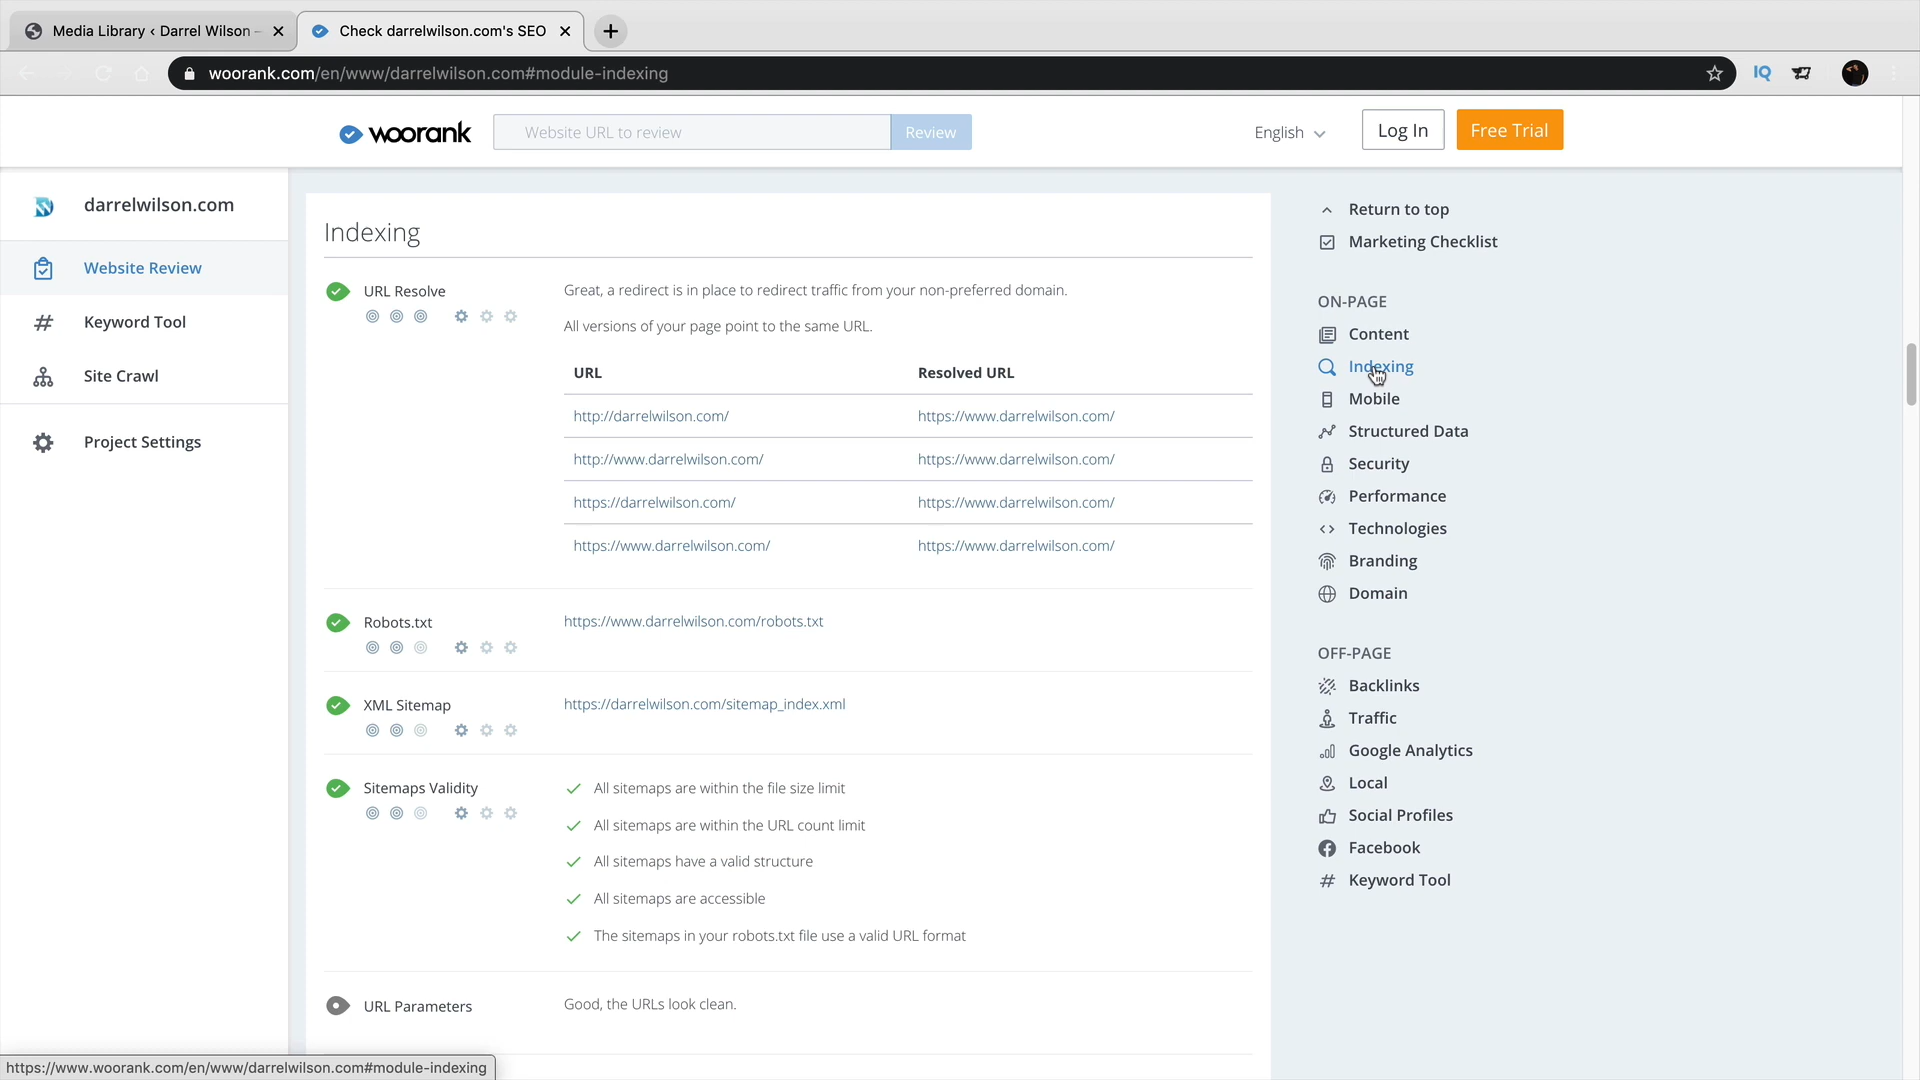 Media Library ‹ Darrel Wilson –
Check darrelwilson.com's SEO
woorank.com/en/www/darrelwilson.com#module-indexing
IQ
woorank
Website URL to review
Review
English
Log In
Free Trial
darrelwilson.com
Website Review
Keyword Tool
Site Crawl
Project Settings
Indexing
URL Resolve
Great, a redirect is in place to redirect traffic from your non-preferred domain.
All versions of your page point to the same URL.
URL Resolved URL
http://darrelwilson.com/ https://www.darrelwilson.com/
http://www.darrelwilson.com/ https://www.darrelwilson.com/
https://darrelwilson.com/ https://www.darrelwilson.com/
https://www.darrelwilson.com/ https://www.darrelwilson.com/
Robots.txt https://www.darrelwilson.com/robots.txt
XML Sitemap https://darrelwilson.com/sitemap_index.xml
Sitemaps Validity
All sitemaps are within the file size limit
All sitemaps are within the URL count limit
All sitemaps have a valid structure
All sitemaps are accessible
The sitemaps in your robots.txt file use a valid URL format
URL Parameters Good, the URLs look clean.
Return to top
Marketing Checklist
ON-PAGE
Content
Indexing
Mobile
Structured Data
Security
Performance
Technologies
Branding
Domain
OFF-PAGE
Backlinks
Traffic
Google Analytics
Local
Social Profiles
Facebook
Keyword Tool
https://www.woorank.com/en/www/darrelwilson.com#module-indexing